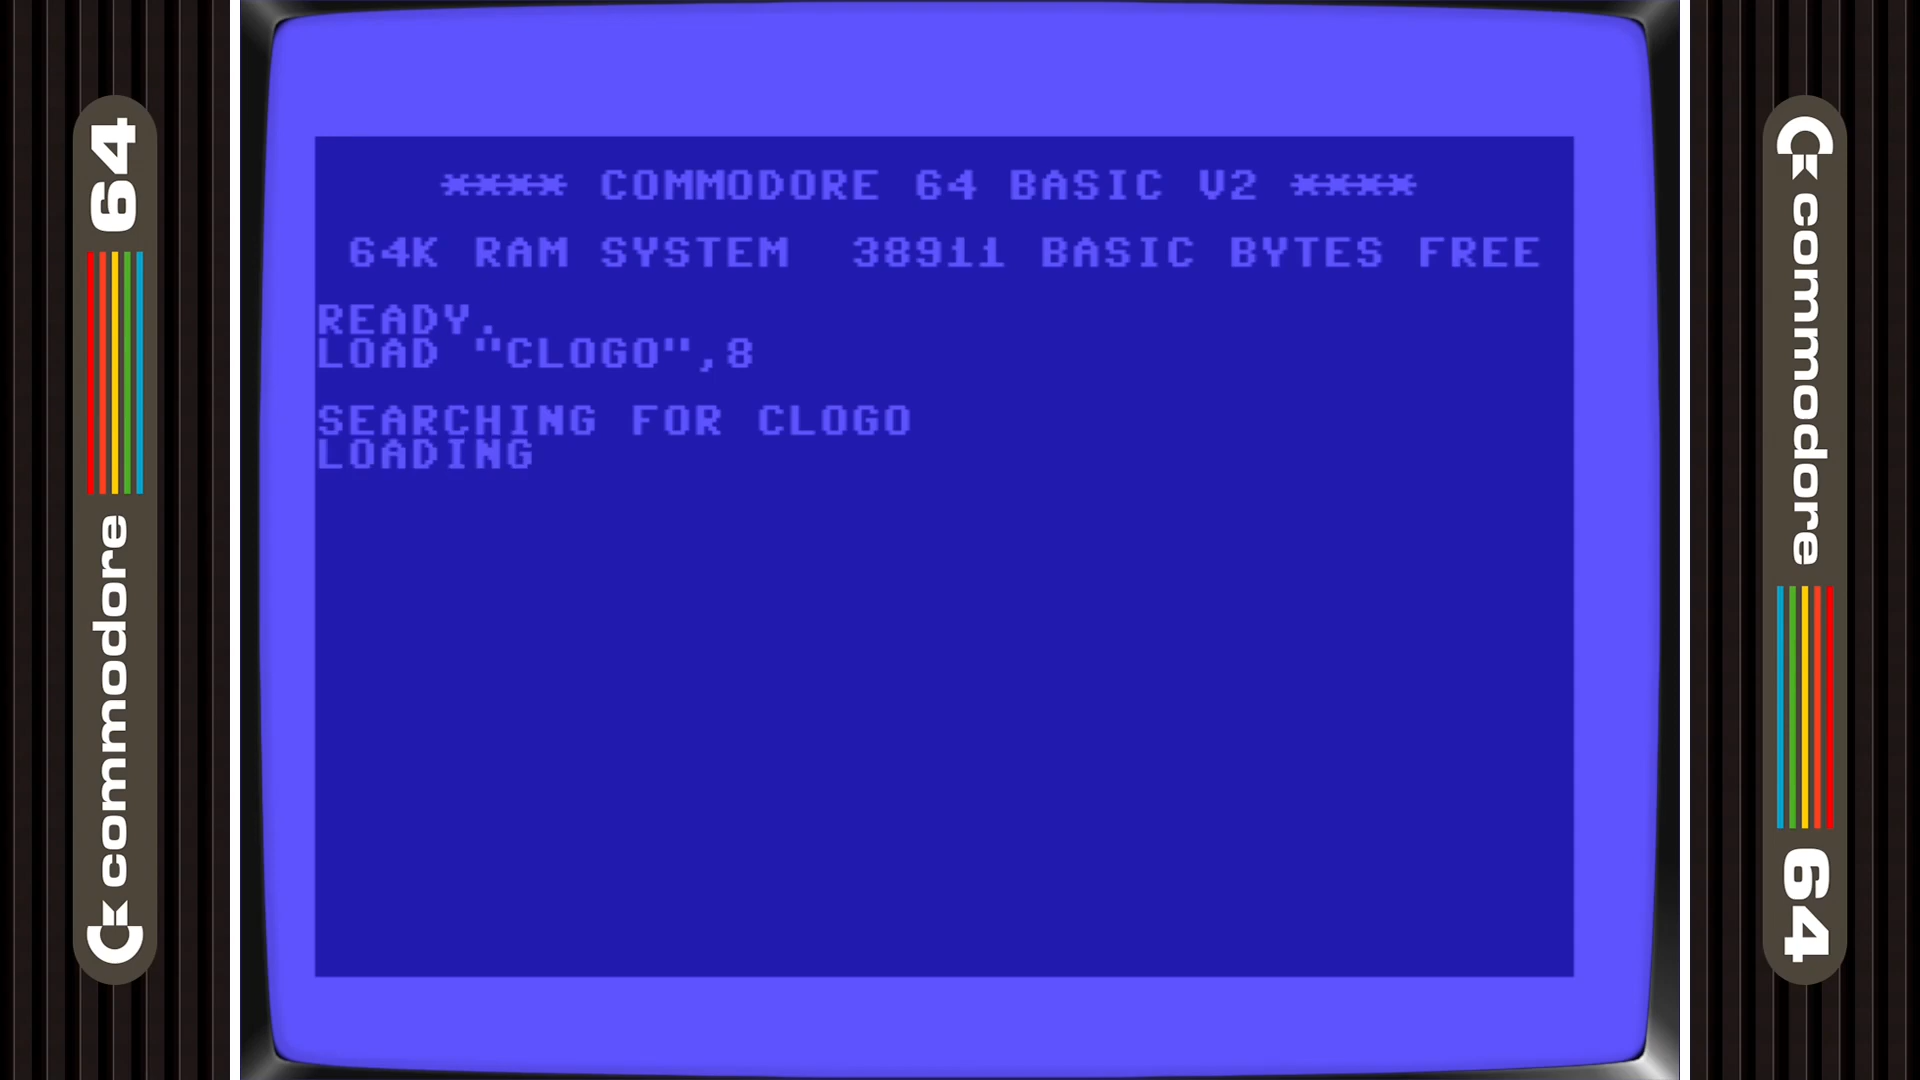 **** COMMODORE 64 BASIC V2 ****
64K RAM SYSTEM  38911 BASIC BYTES FREE
READY.
LOAD "CLOGO",8
SEARCHING FOR CLOGO
LOADING
commodore 64
commodore 64